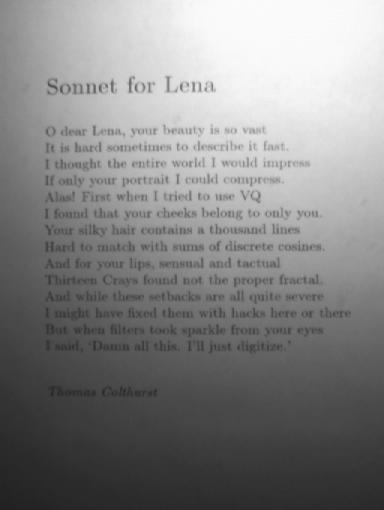 Sonnet for Lena
O dear Lena, your beauty is so vast
It is hard sometimes to describe it fast.
I thought the entire world I would impress
If only your portrait I could compress.
Alas! First when I tried to use VQ
I found that your cheeks belong to only you.
Your silky hair contains a thousand lines
Hard to match with sums of discrete cosines.
And for your lips, sensual and tactual
Thirteen Crays found not the proper fractal.
And while these setbacks are all quite severe
I might have fixed them with hacks here or there
But when filters took sparkle from your eyes
I said, 'Damn all this. I'll just digitize.'
Thomas Colthurst